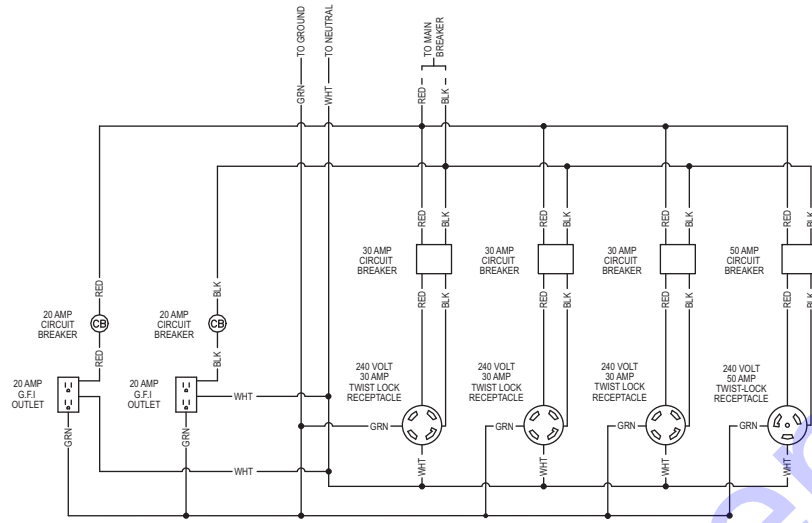 TO GROUND
TO NEUTRAL
TO MAIN
BREAKER
GRN
WHT
RED
BLK
RED
BLK
RED
BLK
RED
BLK
RED
BLK
30 AMP
CIRCUIT
BREAKER
30 AMP
CIRCUIT
BREAKER
30 AMP
CIRCUIT
BREAKER
50 AMP
CIRCUIT
BREAKER
RED
BLK
RED
BLK
RED
BLK
RED
BLK
RED
BLK
20 AMP
CIRCUIT
BREAKER
CB
20 AMP
CIRCUIT
BREAKER
CB
RED
BLK
20 AMP
G.F.I
OUTLET
20 AMP
G.F.I
OUTLET
240 VOLT
30 AMP
TWIST LOCK
RECEPTACLE
240 VOLT
30 AMP
TWIST LOCK
RECEPTACLE
240 VOLT
30 AMP
TWIST LOCK
RECEPTACLE
240 VOLT
50 AMP
TWIST-LOCK
RECEPTACLE
WHT
GRN
GRN
GRN
GRN
GRN
GRN
WHT
WHT
WHT
WHT
WHT